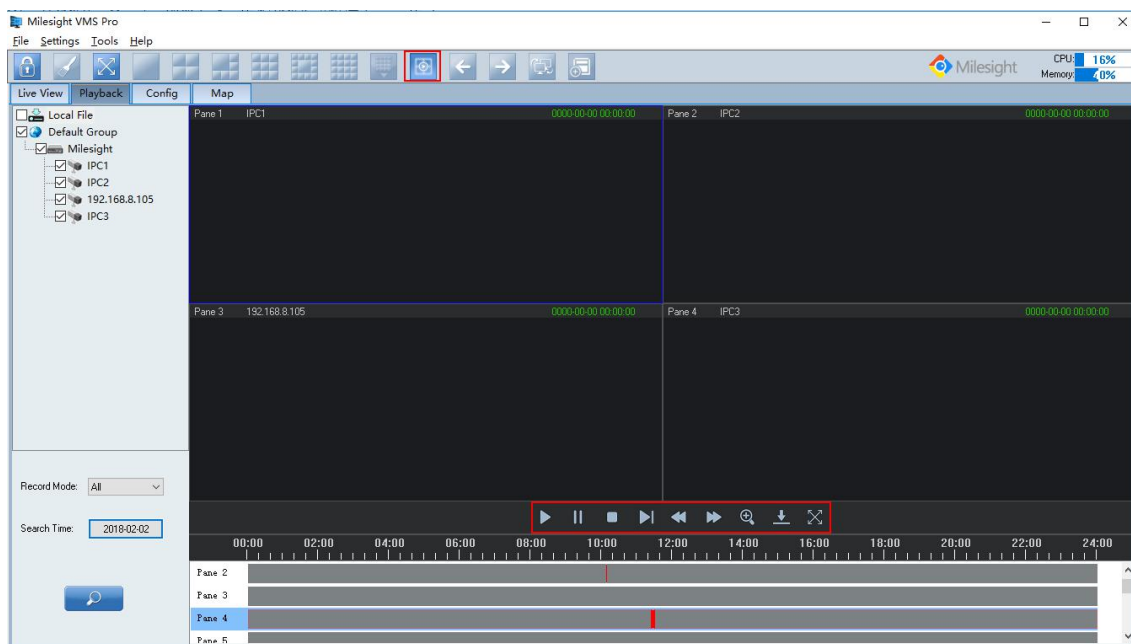 Milesight VMS Pro
File Settings Tools Help
Milesight
CPU: 16%
Memory: 40%
Live View Playback Config Map
Local File
Default Group
Milesight
IPC1
IPC2
192.168.8.105
IPC3
Pane 1 IPC1 0000-00-00 00:00:00
Pane 2 IPC2 0000-00-00 00:00:00
Pane 3 192.168.8.105 0000-00-00 00:00:00
Pane 4 IPC3 0000-00-00 00:00:00
Record Mode: All
Search Time: 2018-02-02
00:00 02:00 04:00 06:00 08:00 10:00 12:00 14:00 16:00 18:00 20:00 22:00 24:00
Pane 2
Pane 3
Pane 4
Pane 5